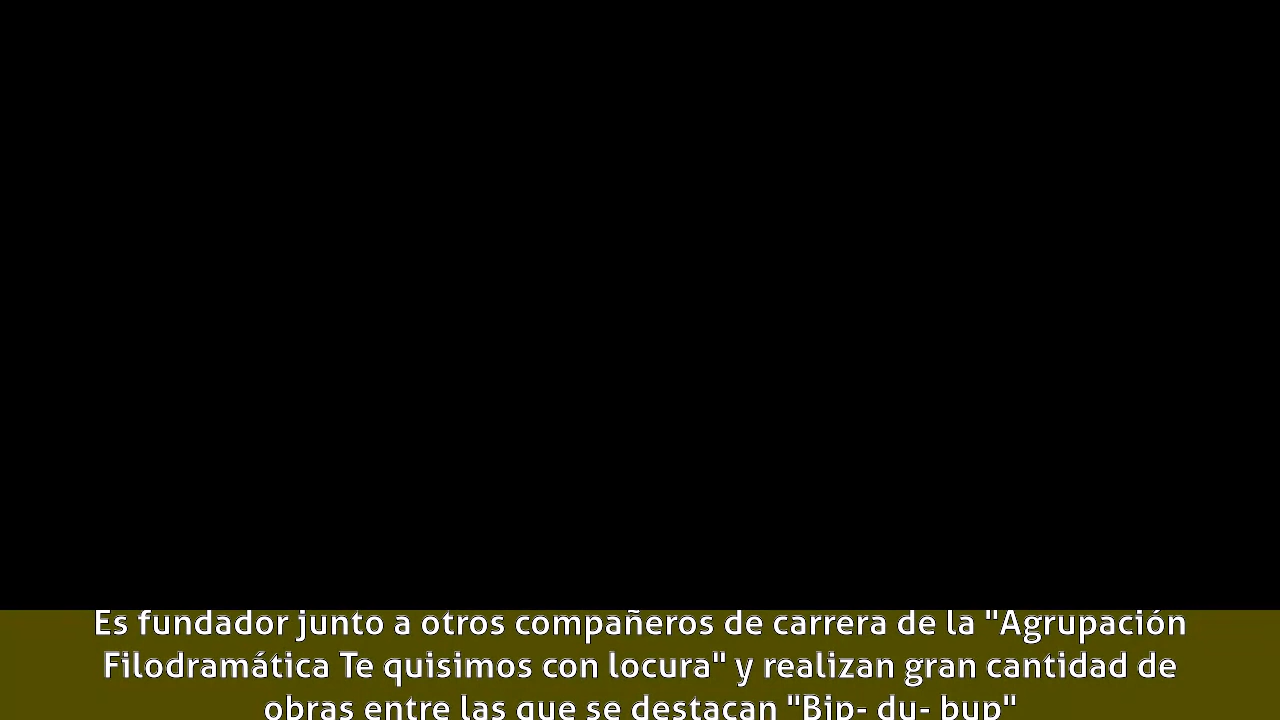 Es fundador junto a otros compañeros de carrera de la "Agrupación
Filodramática Te quisimos con locura" y realizan gran cantidad de
obras entre las que se destacan "Bip- du- bup"